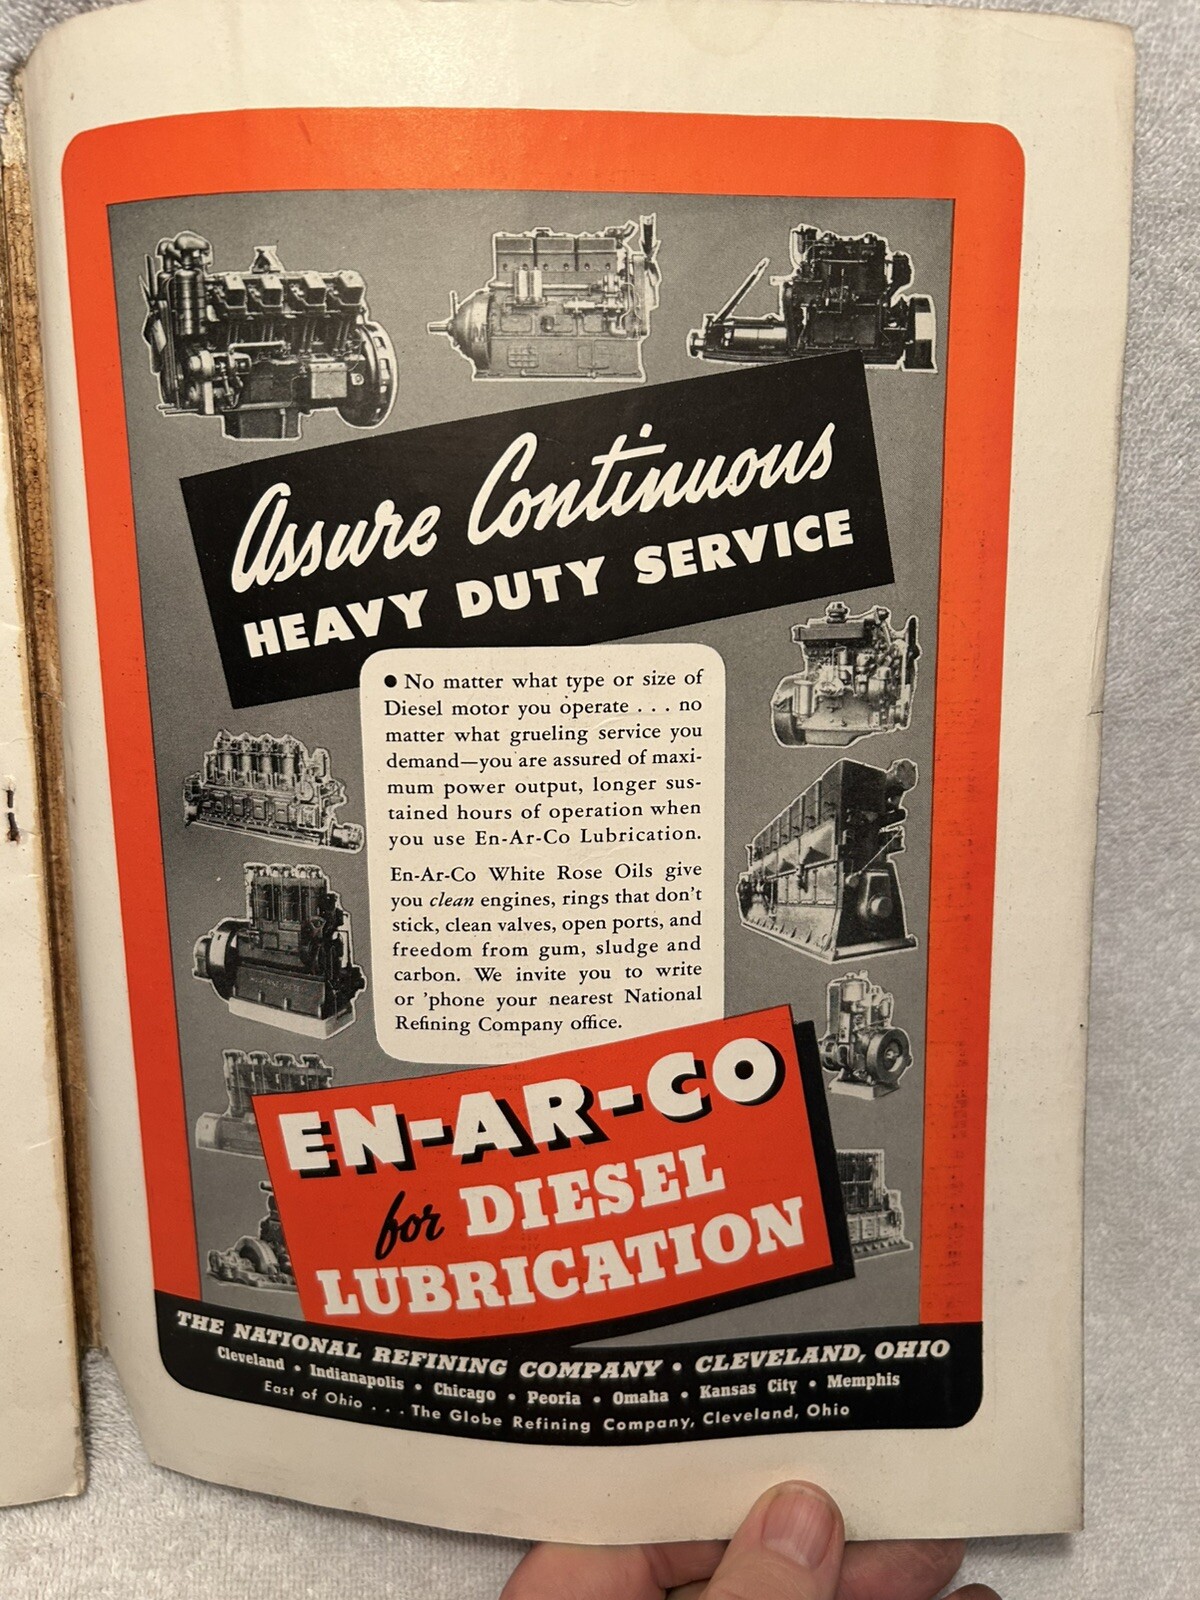 Assure Continuous
HEAVY DUTY SERVICE
● No matter what type or size of
Diesel motor you operate . . . no
matter what grueling service you
demand—you are assured of maxi-
mum power output, longer sus-
tained hours of operation when
you use En-Ar-Co Lubrication.
En-Ar-Co White Rose Oils give
you clean engines, rings that don't
stick, clean valves, open ports, and
freedom from gum, sludge and
carbon. We invite you to write
or 'phone your nearest National
Refining Company office.
EN-AR-CO
for DIESEL
LUBRICATION
THE NATIONAL REFINING COMPANY • CLEVELAND, OHIO
Cleveland • Indianapolis • Chicago • Peoria • Omaha • Kansas City • Memphis
East of Ohio . . . The Globe Refining Company, Cleveland, Ohio